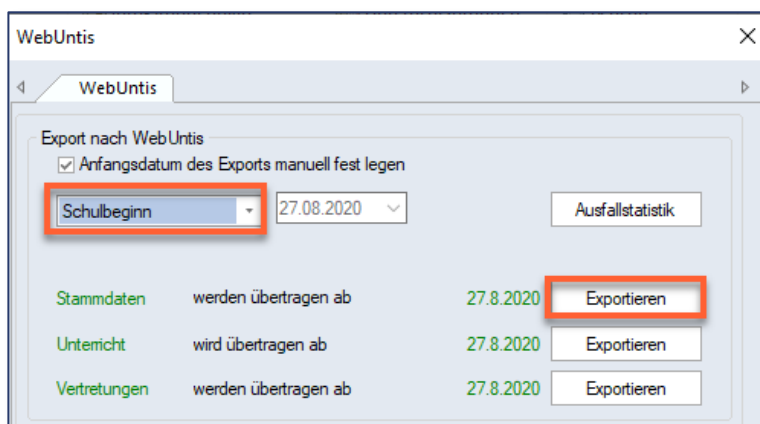 WebUntis
WebUntis
Export nach WebUntis
Anfangsdatum des Exports manuell fest legen
Schulbeginn 27.08.2020 Ausfallstatistik
Stammdaten werden übertragen ab 27.8.2020 Exportieren
Unterricht wird übertragen ab 27.8.2020 Exportieren
Vertretungen werden übertragen ab 27.8.2020 Exportieren